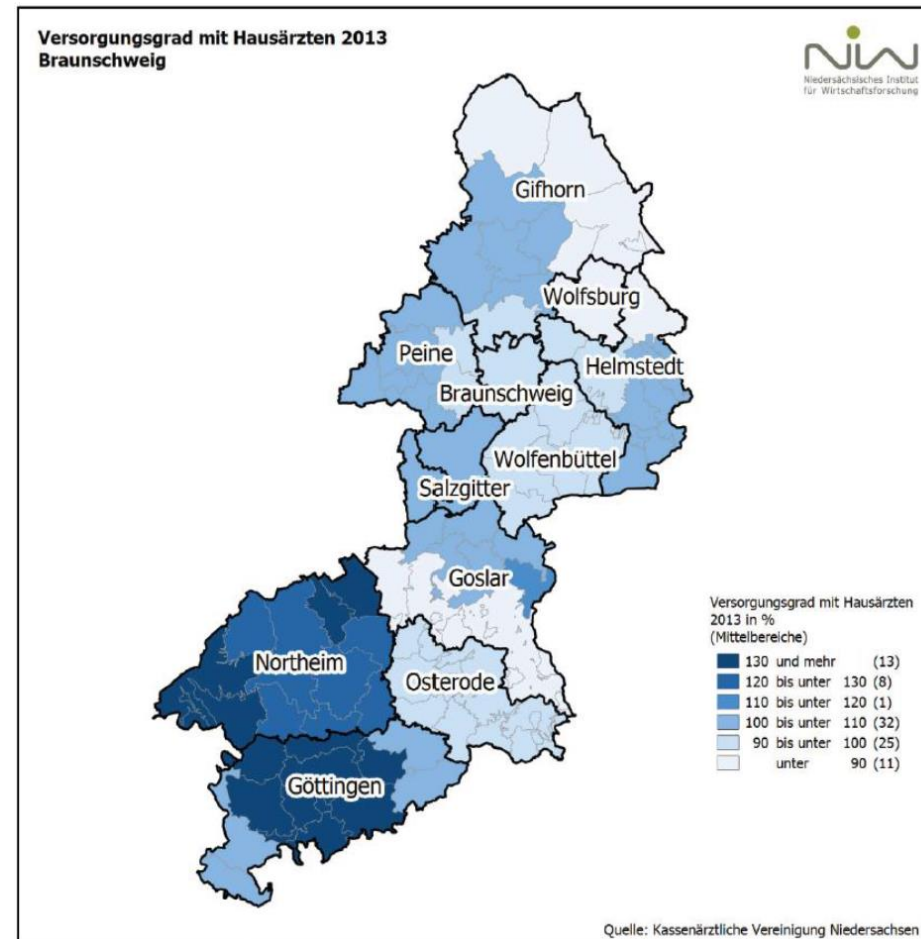 Versorgungsgrad mit Hausärzten 2013
Braunschweig
NIW
Niedersächsisches Institut
für Wirtschaftsforschung
Gifhorn
Wolfsburg
Peine
Helmstedt
Braunschweig
Wolfenbüttel
Salzgitter
Goslar
Northeim
Osterode
Göttingen
Versorgungsgrad mit Hausärzten
2013 in %
(Mittelbereiche)
130 und mehr (13)
120 bis unter 130 (8)
110 bis unter 120 (1)
100 bis unter 110 (32)
90 bis unter 100 (25)
unter 90 (11)
Quelle: Kassenärztliche Vereinigung Niedersachsen